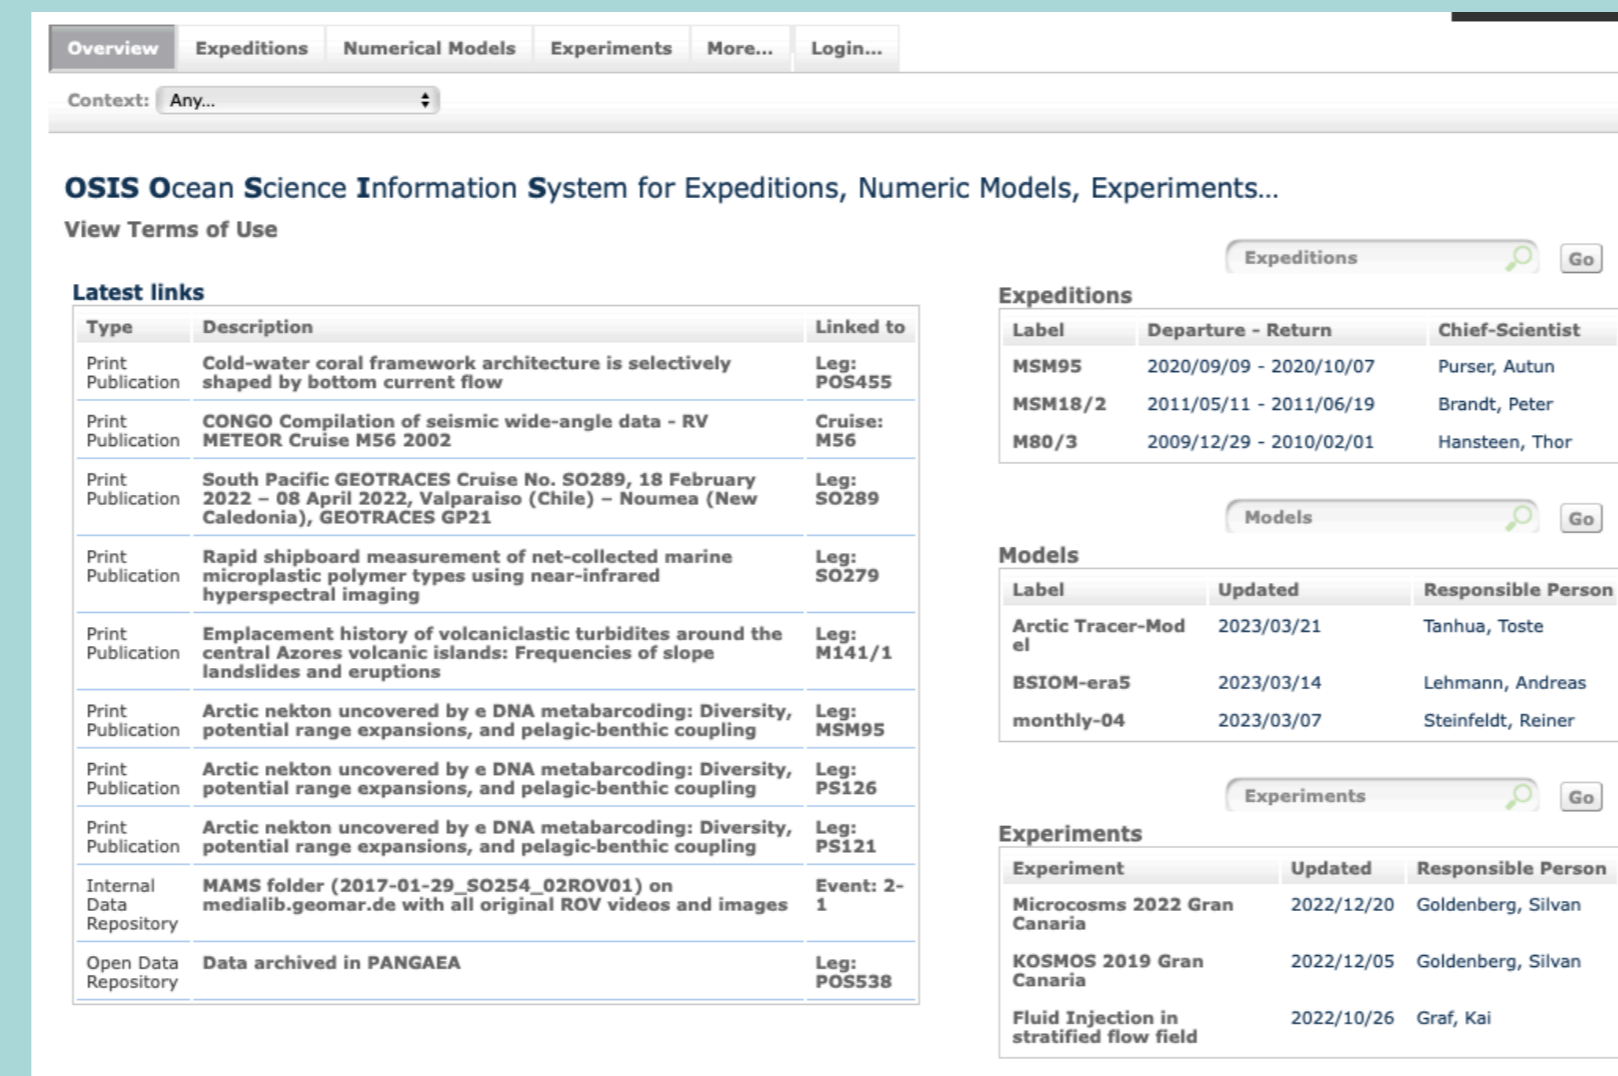 Overview Expeditions Numerical Models Experiments More... Login...
Context: Any...
OSIS Ocean Science Information System for Expeditions, Numeric Models, Experiments...
View Terms of Use
Latest links
Type Description Linked to
Print Cold-water coral framework architecture is selectively Leg:
Publication shaped by bottom current flow POS455
Print CONGO Compilation of seismic wide-angle data - RV Cruise:
Publication METEOR Cruise M56 2002 M56
Print South Pacific GEOTRACES Cruise No. SO289, 18 February Leg:
Publication 2022 – 08 April 2022, Valparaiso (Chile) – Noumea (New SO289
Caledonia), GEOTRACES GP21
Print Rapid shipboard measurement of net-collected marine Leg:
Publication microplastic polymer types using near-infrared SO279
hyperspectral imaging
Print Emplacement history of volcaniclastic turbidites around the Leg:
Publication central Azores volcanic islands: Frequencies of slope M141/1
landslides and eruptions
Print Arctic nekton uncovered by e DNA metabarcoding: Diversity, Leg:
Publication potential range expansions, and pelagic-benthic coupling MSM95
Print Arctic nekton uncovered by e DNA metabarcoding: Diversity, Leg:
Publication potential range expansions, and pelagic-benthic coupling PS126
Print Arctic nekton uncovered by e DNA metabarcoding: Diversity, Leg:
Publication potential range expansions, and pelagic-benthic coupling PS121
Internal MAMS folder (2017-01-29_SO254_02ROV01) on Event: 2-
Data medialib.geomar.de with all original ROV videos and images 1
Repository
Open Data Data archived in PANGAEA Leg:
Repository POS538
Expeditions Go
Expeditions
Label Departure - Return Chief-Scientist
MSM95 2020/09/09 - 2020/10/07 Purser, Autun
MSM18/2 2011/05/11 - 2011/06/19 Brandt, Peter
M80/3 2009/12/29 - 2010/02/01 Hansteen, Thor
Models Go
Models
Label Updated Responsible Person
Arctic Tracer-Mod 2023/03/21 Tanhua, Toste
el
BSIOM-era5 2023/03/14 Lehmann, Andreas
monthly-04 2023/03/07 Steinfeldt, Reiner
Experiments Go
Experiments
Experiment Updated Responsible Person
Microcosms 2022 Gran 2022/12/20 Goldenberg, Silvan
Canaria
KOSMOS 2019 Gran 2022/12/05 Goldenberg, Silvan
Canaria
Fluid Injection in 2022/10/26 Graf, Kai
stratified flow field